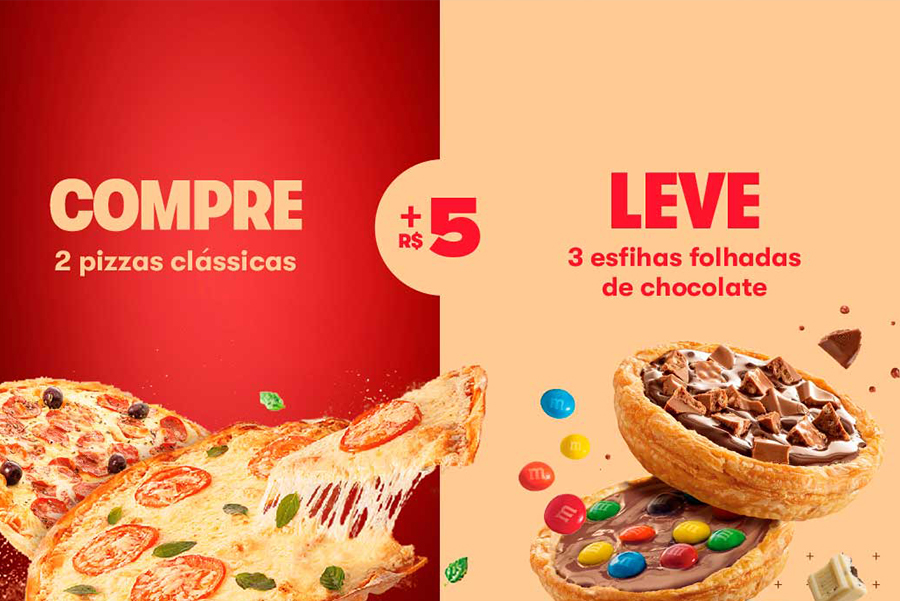 COMPRE
2 pizzas clássicas
+
R$ 5
LEVE
3 esfihas folhadas
de chocolate
m
m
m
m